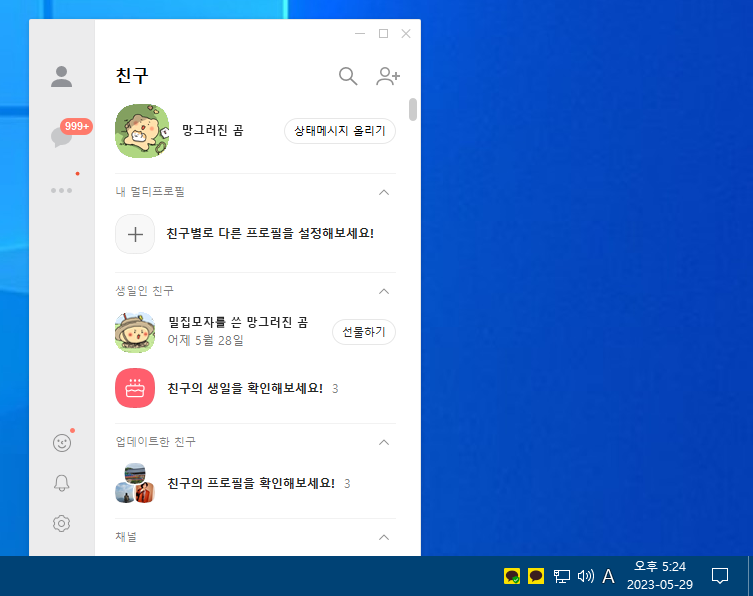 친구
999+
망그러진 곰
상태메시지 올리기
내 멀티프로필
친구별로 다른 프로필을 설정해보세요!
생일인 친구
밀짚모자를 쓴 망그러진 곰
어제 5월 28일
선물하기
친구의 생일을 확인해보세요! 3
업데이트한 친구
친구의 프로필을 확인해보세요! 3
채널
A
오후 5:24
2023-05-29